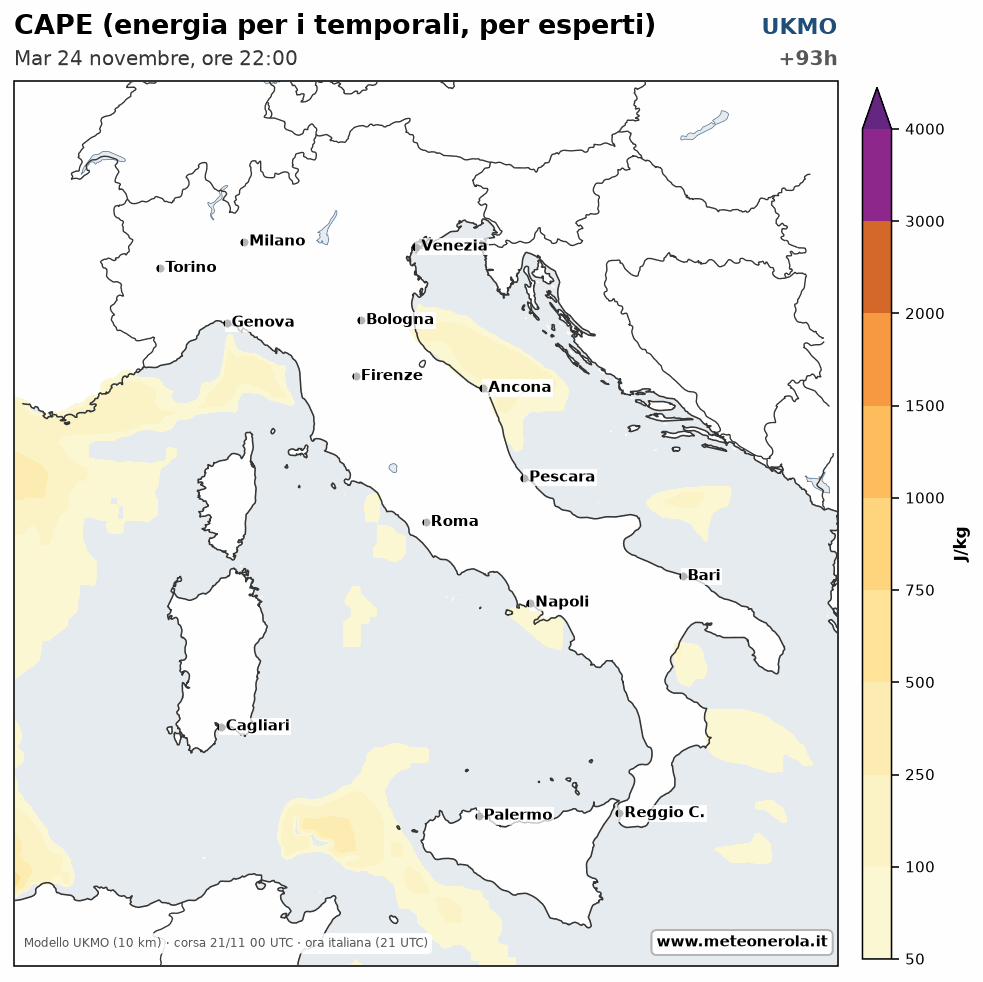 CAPE (energia per i temporali, per esperti)
UKMO
Mar 24 novembre, ore 22:00
+93h
Milano
Venezia
Torino
Genova
Bologna
Firenze
Ancona
Pescara
Roma
Bari
Napoli
Cagliari
Palermo
Reggio C.
4000
3000
2000
1500
1000
750
500
250
100
50
J/kg
Modello UKMO (10 km) · corsa 21/11 00 UTC · ora italiana (21 UTC)
www.meteonerola.it